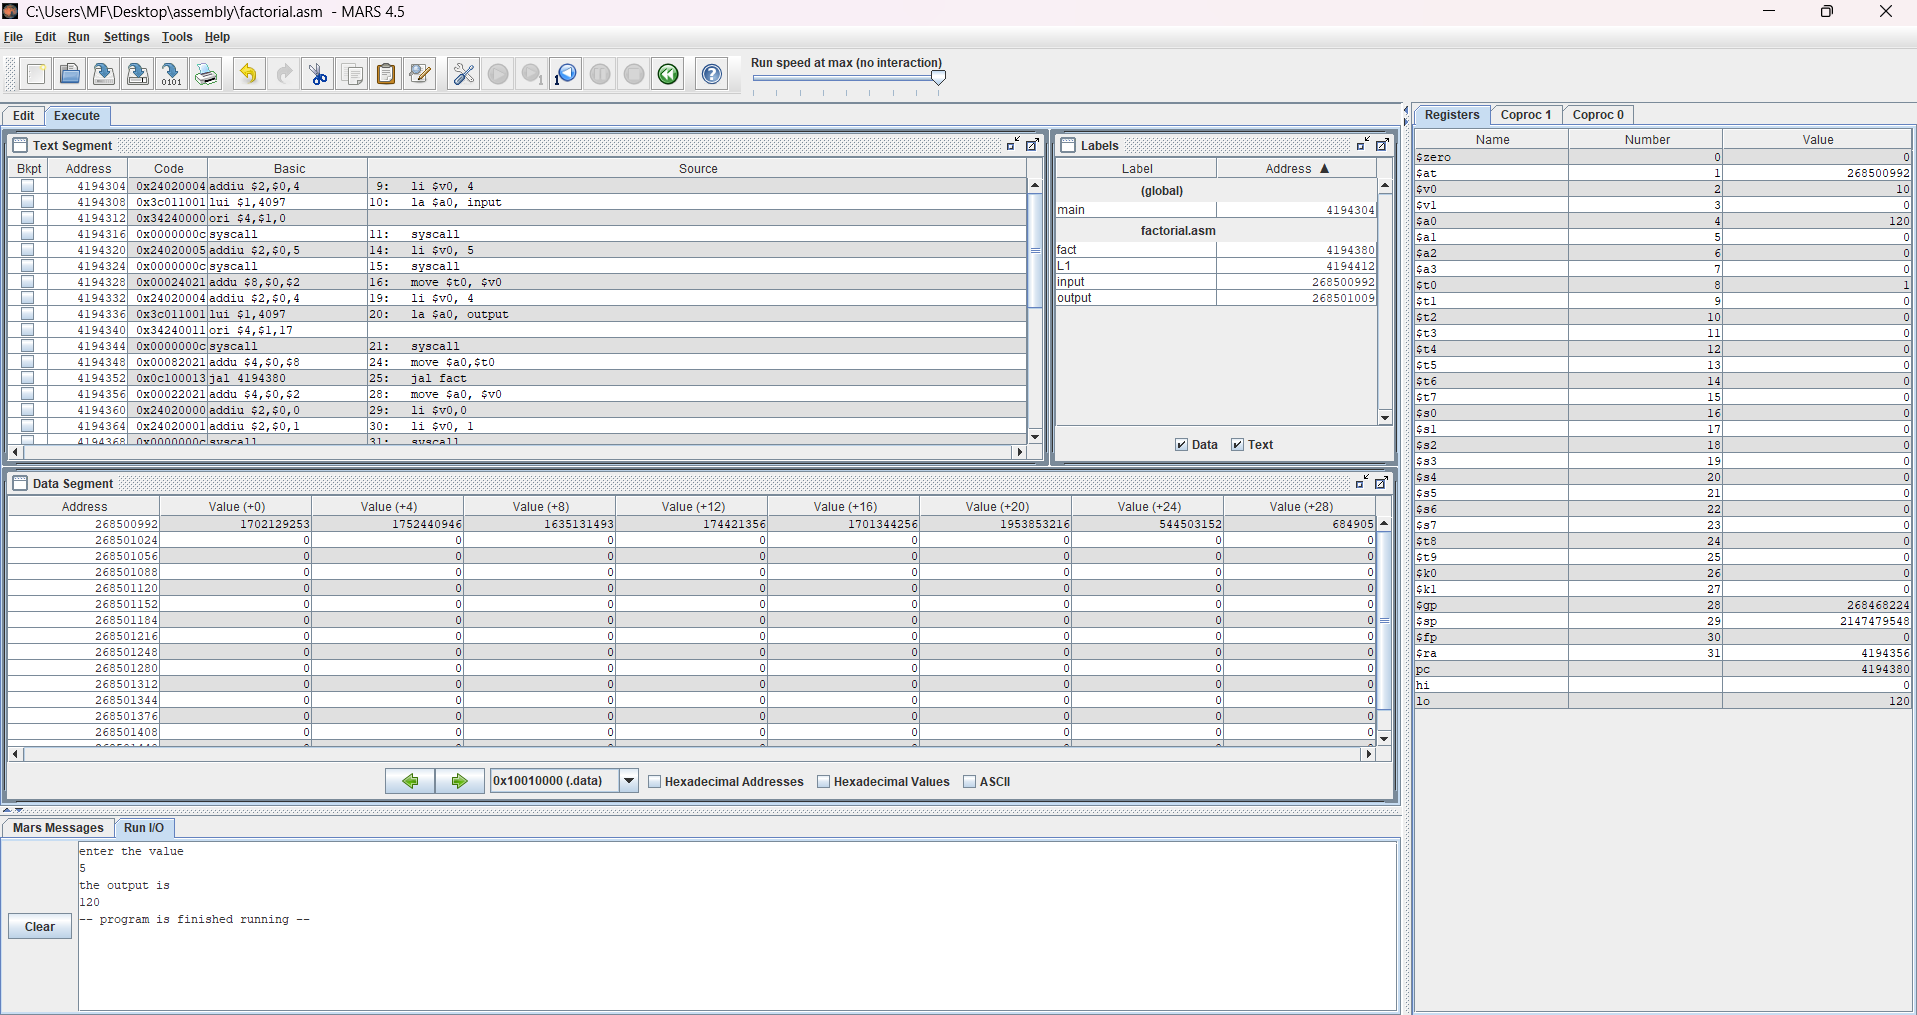 C:\Users\MF\Desktop\assembly\factorial.asm - MARS 4.5
File Edit Run Settings Tools Help
Run speed at max (no interaction)
Edit Execute
Text Segment
Bkpt Address Code Basic Source
4194304 0x24020004 addiu $2,$0,4 9: li $v0, 4
4194308 0x3c011001 lui $1,4097 10: la $a0, input
4194312 0x34240000 ori $4,$1,0
4194316 0x0000000c syscall 11: syscall
4194320 0x24020005 addiu $2,$0,5 14: li $v0, 5
4194324 0x0000000c syscall 15: syscall
4194328 0x00024021 addu $8,$0,$2 16: move $t0, $v0
4194332 0x24020004 addiu $2,$0,4 19: li $v0, 4
4194336 0x3c011001 lui $1,4097 20: la $a0, output
4194340 0x34240011 ori $4,$1,17
4194344 0x0000000c syscall 21: syscall
4194348 0x00082021 addu $4,$0,$8 24: move $a0,$t0
4194352 0x0c100013 jal 4194380 25: jal fact
4194356 0x00022021 addu $4,$0,$2 28: move $a0, $v0
4194360 0x24020000 addiu $2,$0,0 29: li $v0,0
4194364 0x24020001 addiu $2,$0,1 30: li $v0, 1
4194368 0x0000000c syscall 31: syscall
Labels
Label Address ▲
(global)
main 4194304
factorial.asm
fact 4194380
L1 4194412
input 268500992
output 268501009
Data Text
Data Segment
Address Value (+0) Value (+4) Value (+8) Value (+12) Value (+16) Value (+20) Value (+24) Value (+28)
268500992 1702129253 1752440946 1635131493 174421356 1701344256 1953853216 544503152 684905
268501024 0 0 0 0 0 0 0 0
268501056 0 0 0 0 0 0 0 0
268501088 0 0 0 0 0 0 0 0
268501120 0 0 0 0 0 0 0 0
268501152 0 0 0 0 0 0 0 0
268501184 0 0 0 0 0 0 0 0
268501216 0 0 0 0 0 0 0 0
268501248 0 0 0 0 0 0 0 0
268501280 0 0 0 0 0 0 0 0
268501312 0 0 0 0 0 0 0 0
268501344 0 0 0 0 0 0 0 0
268501376 0 0 0 0 0 0 0 0
268501408 0 0 0 0 0 0 0 0
0x10010000 (.data) Hexadecimal Addresses Hexadecimal Values ASCII
Mars Messages Run I/O
enter the value
5
the output is
120
-- program is finished running --
Clear
Registers Coproc 1 Coproc 0
Name Number Value
$zero 0 0
$at 1 268500992
$v0 2 10
$v1 3 0
$a0 4 120
$a1 5 0
$a2 6 0
$a3 7 0
$t0 8 1
$t1 9 0
$t2 10 0
$t3 11 0
$t4 12 0
$t5 13 0
$t6 14 0
$t7 15 0
$s0 16 0
$s1 17 0
$s2 18 0
$s3 19 0
$s4 20 0
$s5 21 0
$s6 22 0
$s7 23 0
$t8 24 0
$t9 25 0
$k0 26 0
$k1 27 0
$gp 28 268468224
$sp 29 2147479548
$fp 30 0
$ra 31 4194356
pc 4194380
hi 0
lo 120